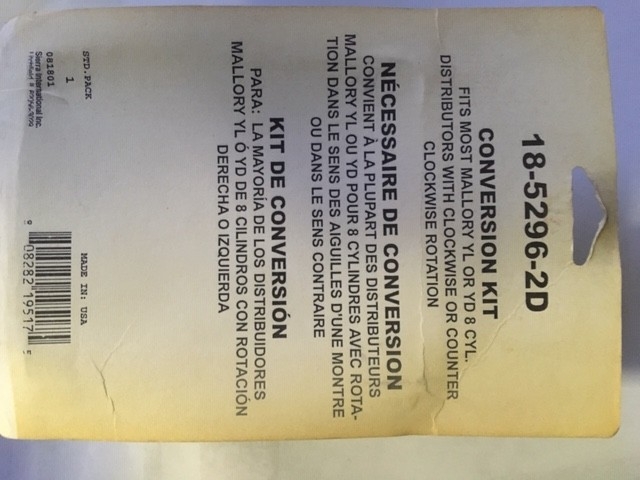 18-5296-2D
CONVERSION KIT
FITS MOST MALLORY YL OR YD 8 CYL.
DISTRIBUTORS WITH CLOCKWISE OR COUNTER
CLOCKWISE ROTATION
NÉCESSAIRE DE CONVERSION
CONVIENT À LA PLUPART DES DISTRIBUTEURS
MALLORY YL OU YD POUR 8 CYLINDRES AVEC ROTA-
TION DANS LE SENS DES AIGUILLES D'UNE MONTRE
OU DANS LE SENS CONTRAIRE
KIT DE CONVERSIÓN
PARA: LA MAYORÍA DE LOS DISTRIBUIDORES
MALLORY YL Ó YD DE 8 CILINDROS CON ROTACIÓN
DERECHA O IZQUIERDA
STD.PACK
1
MADE IN: USA
081801
Sierra International Inc.
9 08282 19517 5